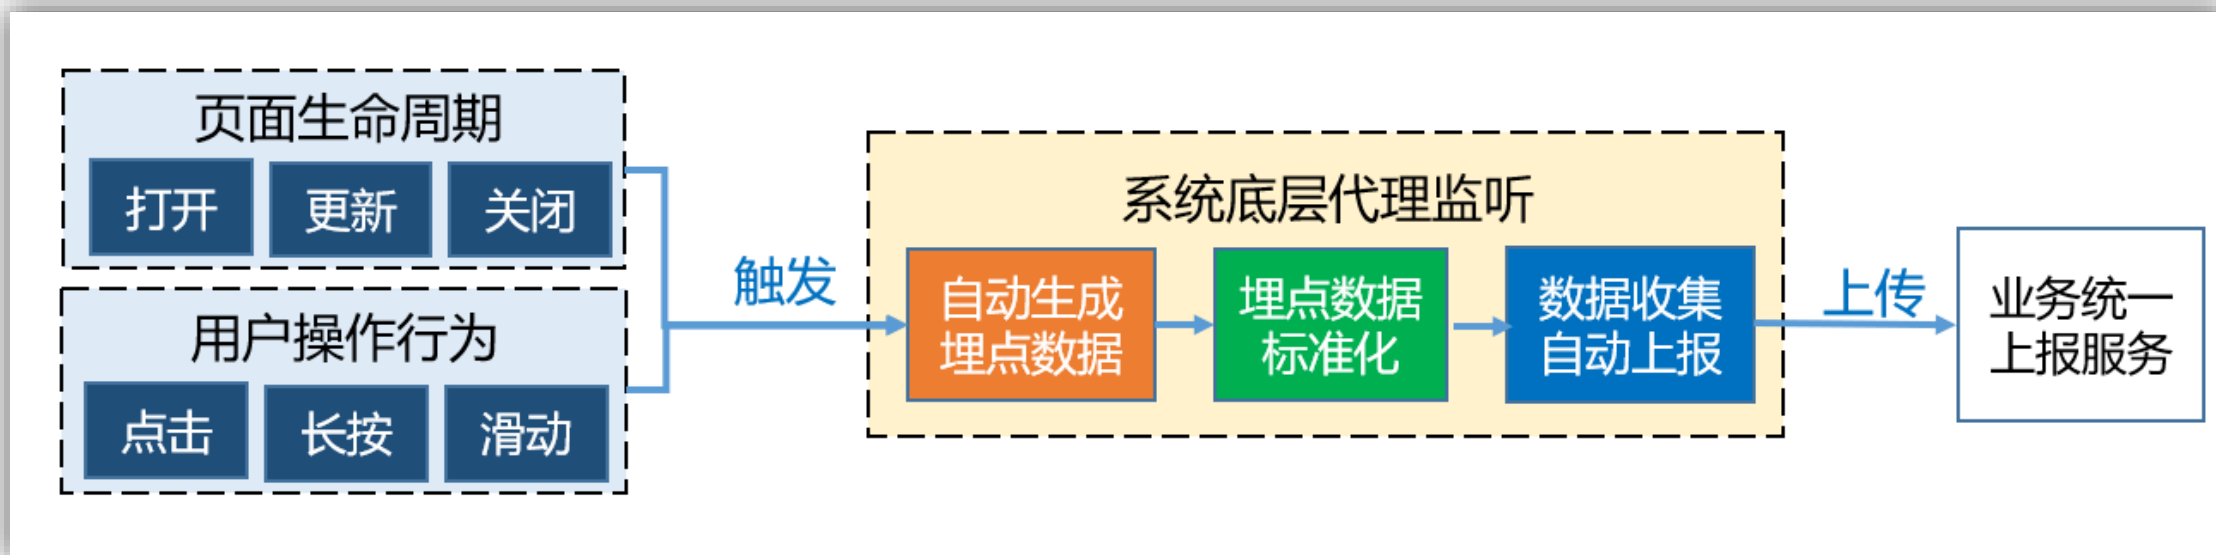 页面生命周期
打开
更新
关闭
用户操作行为
点击
长按
滑动
触发
系统底层代理监听
自动生成
埋点数据
埋点数据
标准化
数据收集
自动上报
上传
业务统一
上报服务